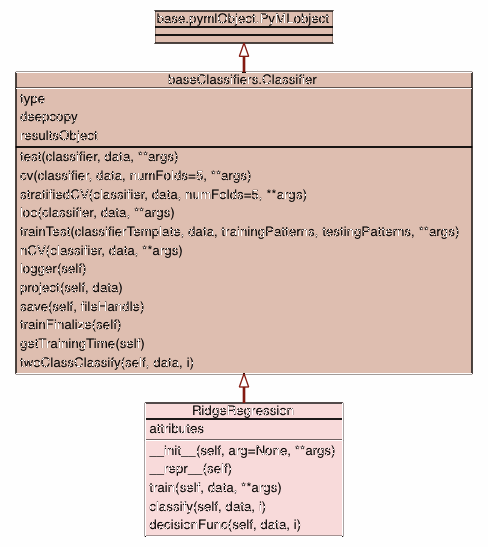 base.pymlObject.PyMLobject
baseClassifiers.Classifier
type
deepcopy
resultsObject
test(classifier, data, **args)
cv(classifier, data, numFolds=5, **args)
stratifiedCV(classifier, data, numFolds=5, **args)
loo(classifier, data, **args)
trainTest(classifierTemplate, data, trainingPatterns, testingPatterns, **args)
nCV(classifier, data, **args)
logger(self)
project(self, data)
save(self, fileHandle)
trainFinalize(self)
getTrainingTime(self)
twoClassClassify(self, data, i)
RidgeRegression
attributes
__init__(self, arg=None, **args)
__repr__(self)
train(self, data, **args)
classify(self, data, i)
decisionFunc(self, data, i)